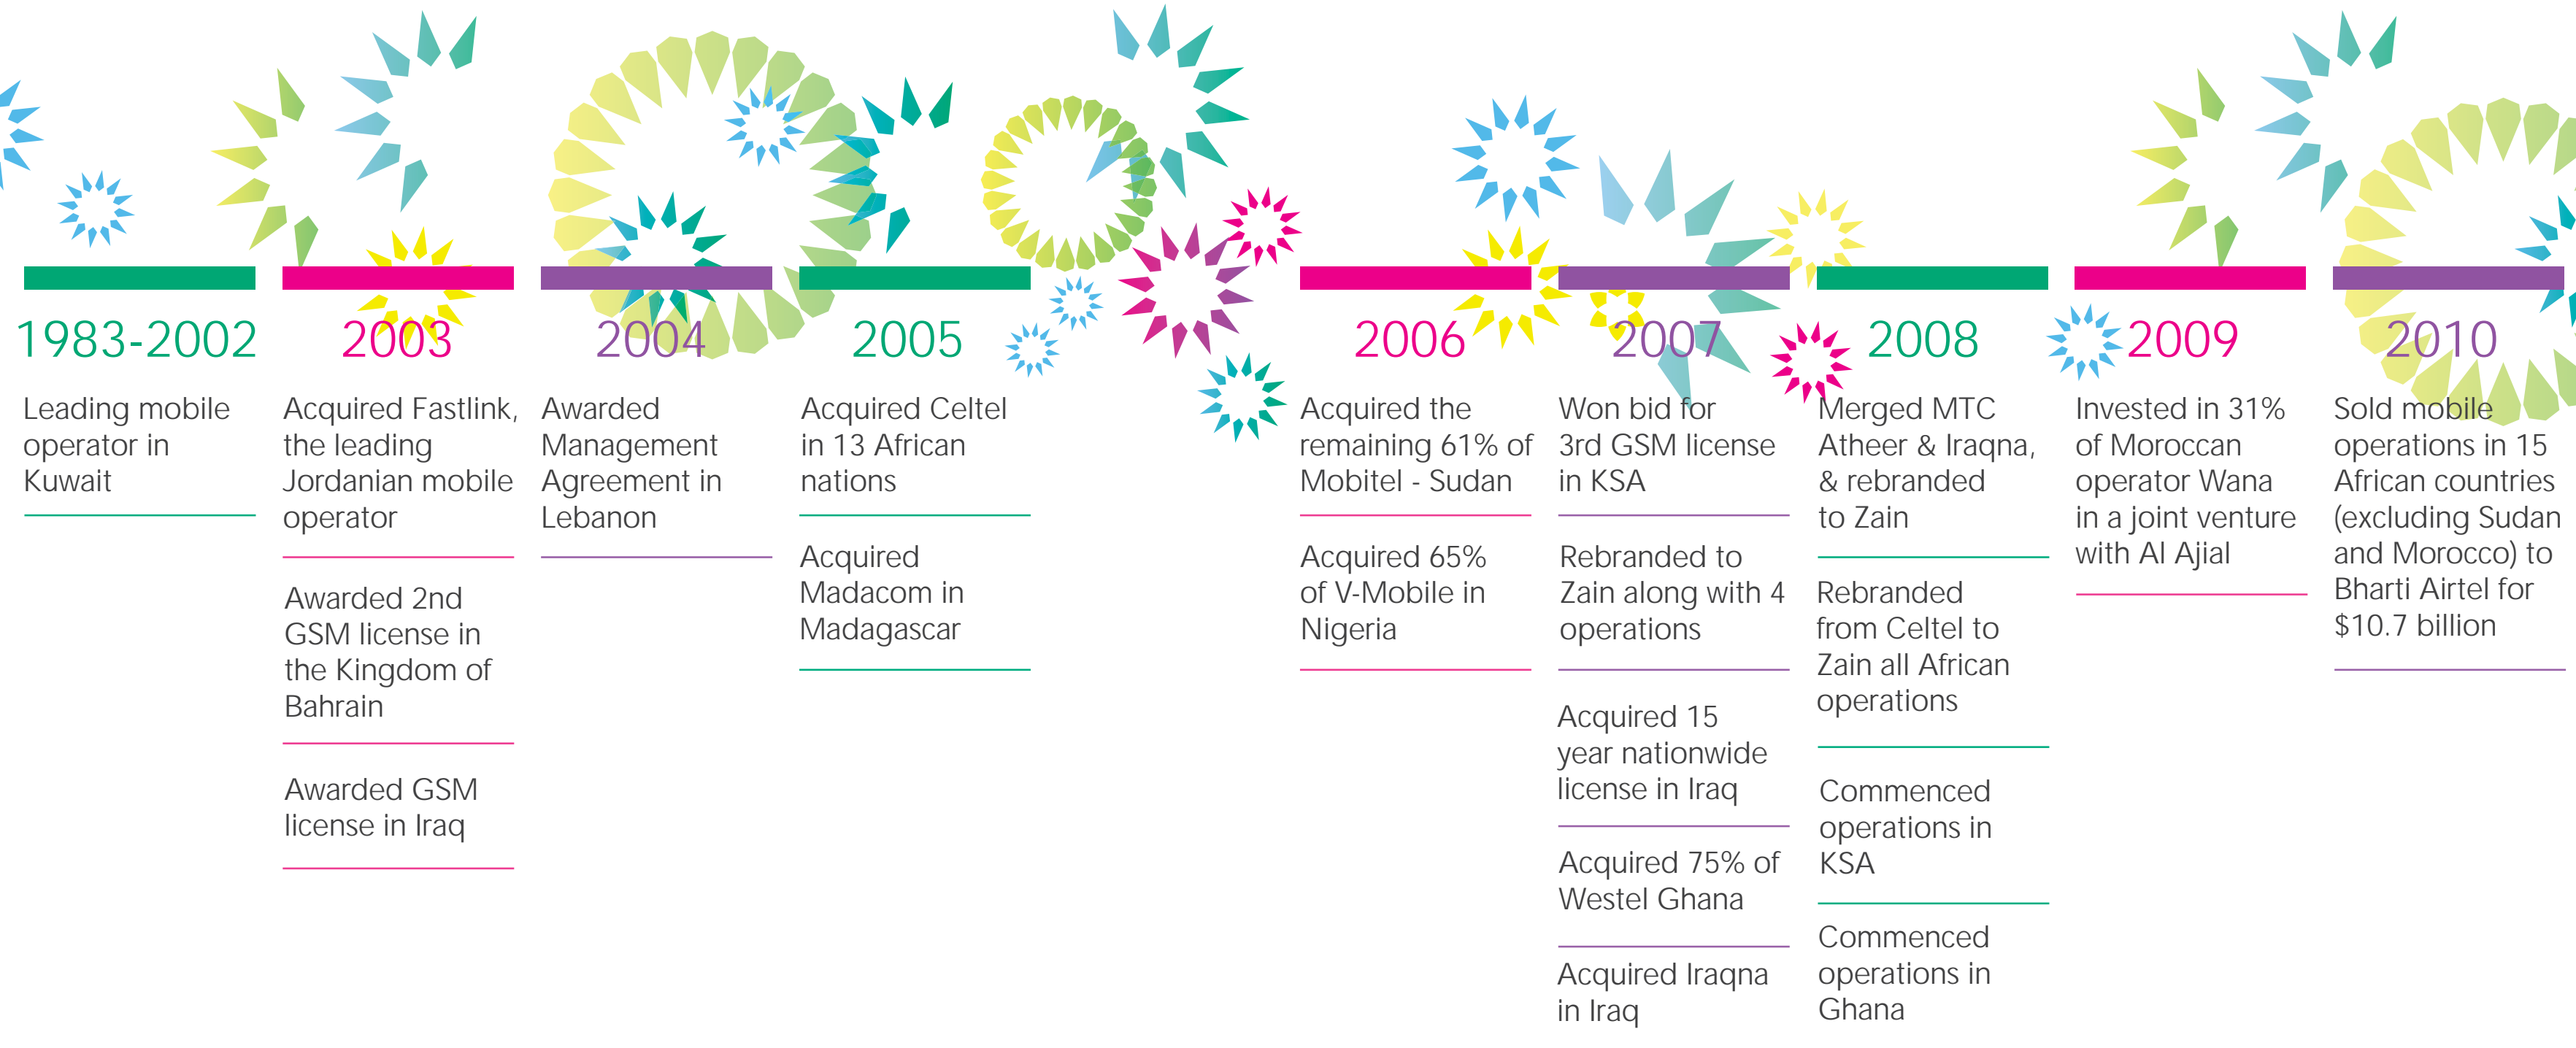 1983-2002
Leading mobile
operator in
Kuwait
2003
Acquired Fastlink,
the leading
Jordanian mobile
operator
Awarded 2nd
GSM license in
the Kingdom of
Bahrain
Awarded GSM
license in Iraq
2004
Awarded
Management
Agreement in
Lebanon
2005
Acquired Celtel
in 13 African
nations
Acquired
Madacom in
Madagascar
2006
Acquired the
remaining 61% of
Mobitel - Sudan
Acquired 65%
of V-Mobile in
Nigeria
2007
Won bid for
3rd GSM license
in KSA
Rebranded to
Zain along with 4
operations
Acquired 15
year nationwide
license in Iraq
Acquired 75% of
Westel Ghana
Acquired Iraqna
in Iraq
2008
Merged MTC
Atheer & Iraqna,
& rebranded
to Zain
Rebranded
from Celtel to
Zain all African
operations
Commenced
operations in
KSA
Commenced
operations in
Ghana
2009
Invested in 31%
of Moroccan
operator Wana
in a joint venture
with Al Ajial
2010
Sold mobile
operations in 15
African countries
(excluding Sudan
and Morocco) to
Bharti Airtel for
$10.7 billion